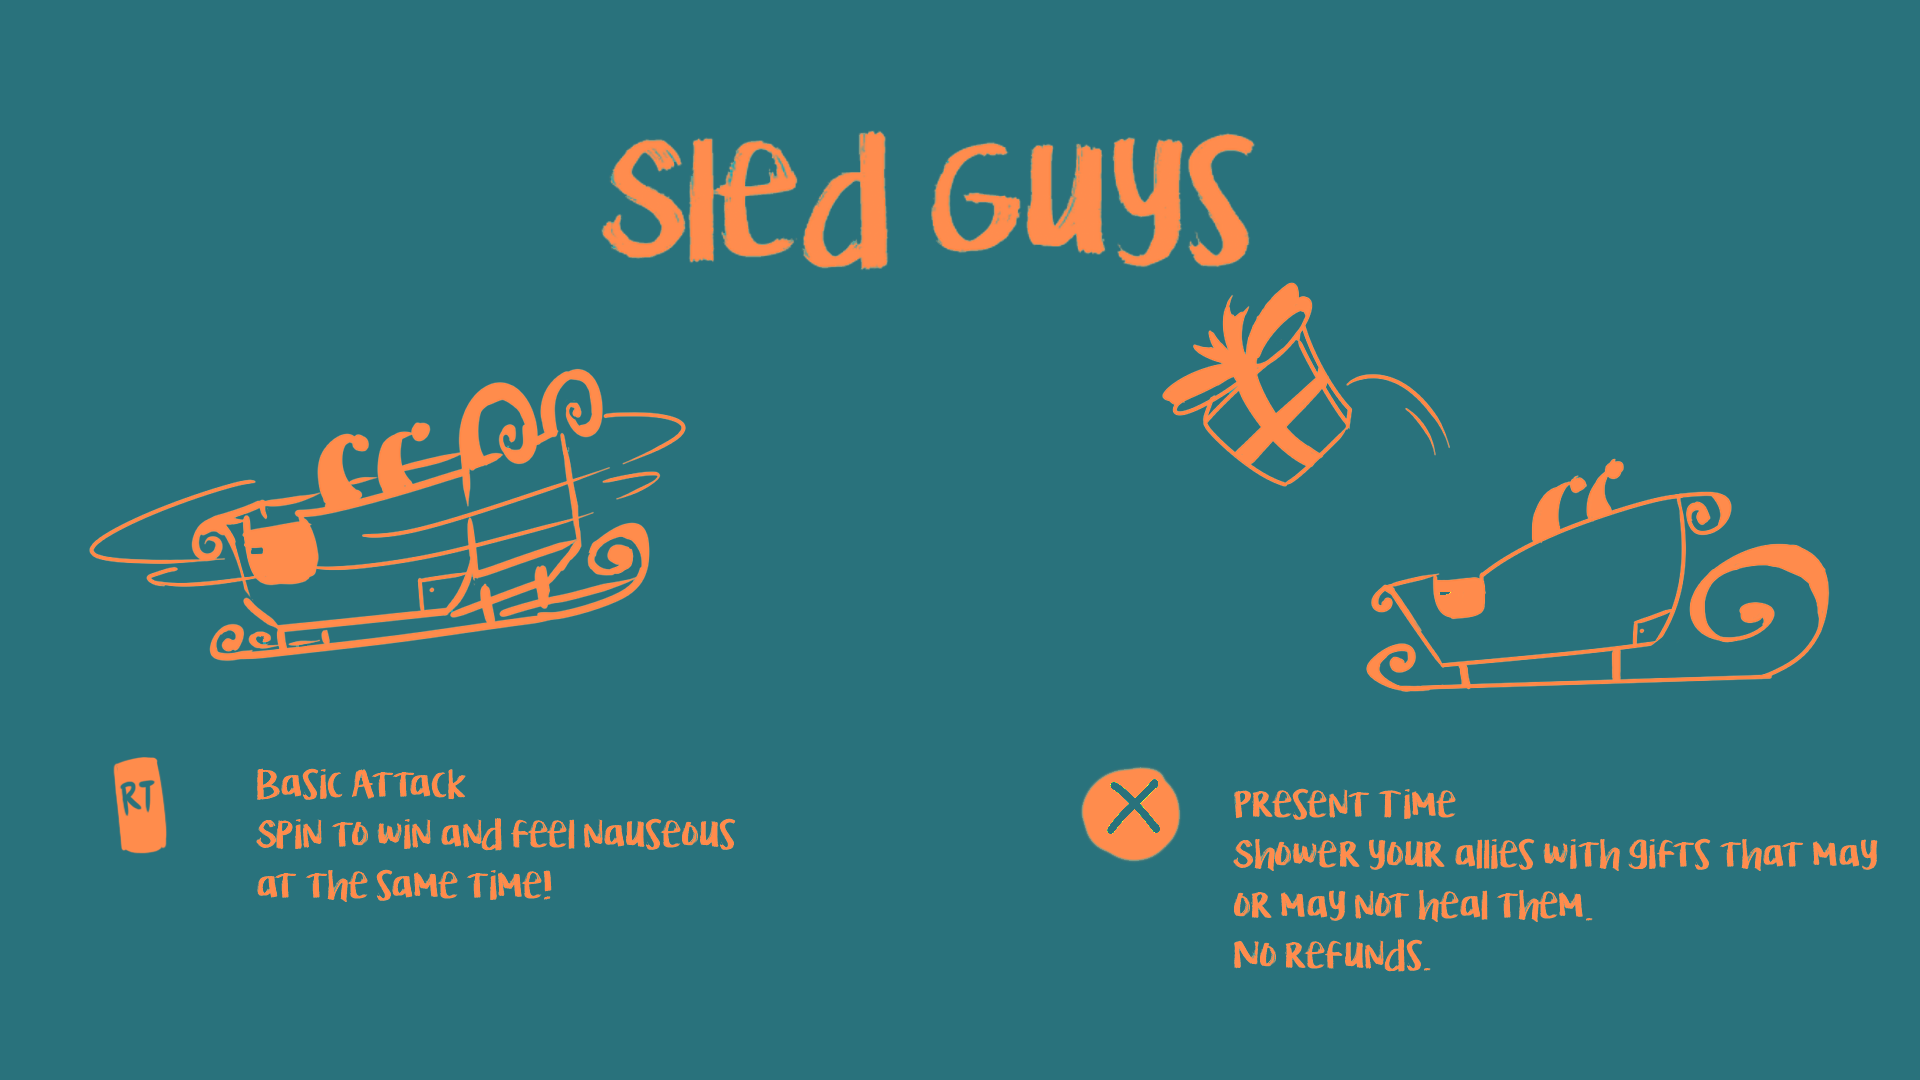 Sled Guys
RT
Basic Attack
Spin to win and feel nauseous
at the same time!
X
Present Time
Shower your allies with gifts that may
or may not heal them.
No refunds.